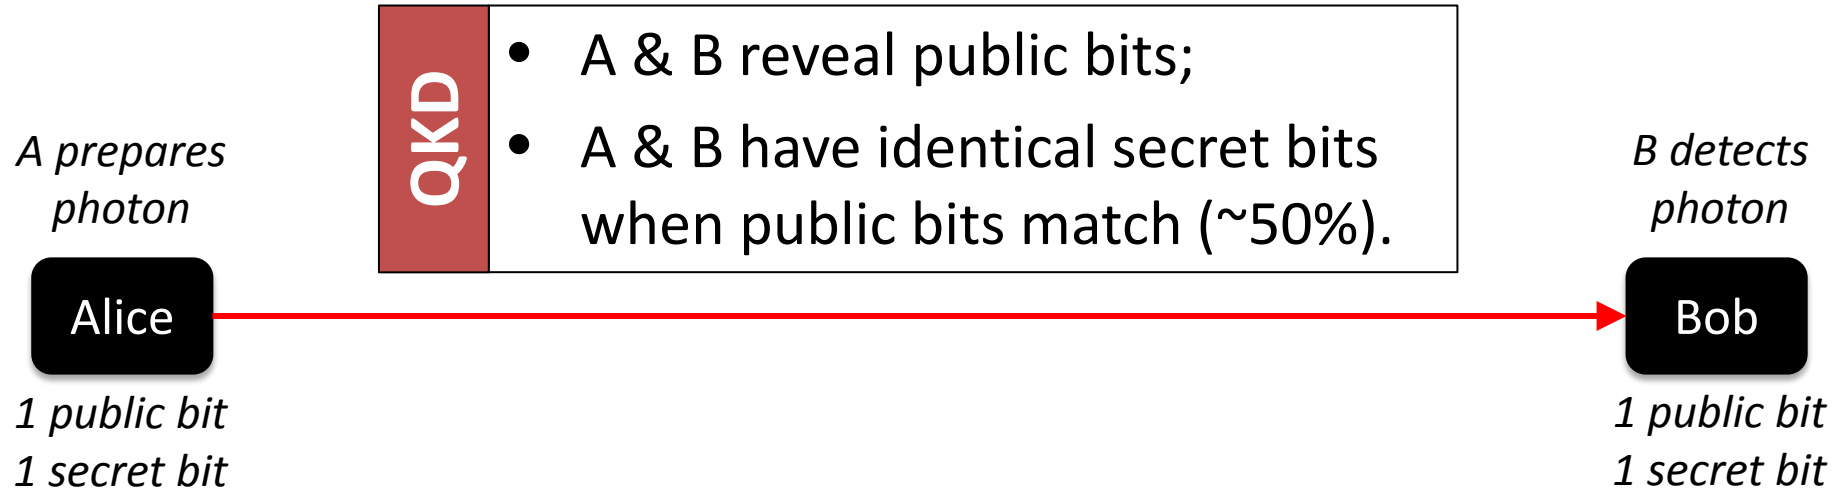 QKD
• A & B reveal public bits;
• A & B have identical secret bits
when public bits match (~50%).
A prepares
photon
Alice
1 public bit
1 secret bit
B detects
photon
Bob
1 public bit
1 secret bit